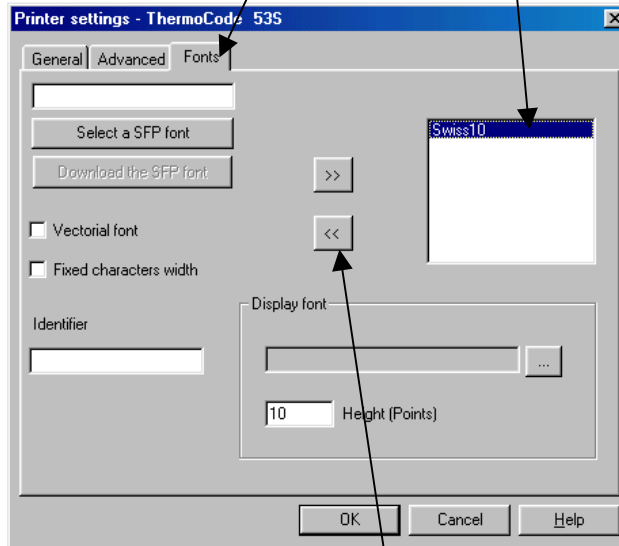 Printer settings - ThermoCode 53S
General Advanced Fonts
Select a SFP font
Swiss10
Download the SFP font
>>
Vectorial font
<<
Fixed characters width
Display font
Identifier
...
10 Height (Points)
OK Cancel Help